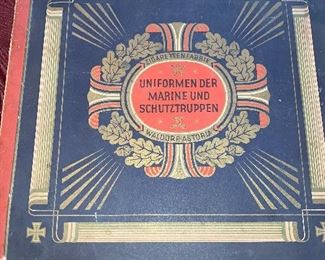 ZIGARETTENFABRIK
UNIFORMEN DER
MARINE UND
SCHUTZTRUPPEN
WALDORF-ASTORIA